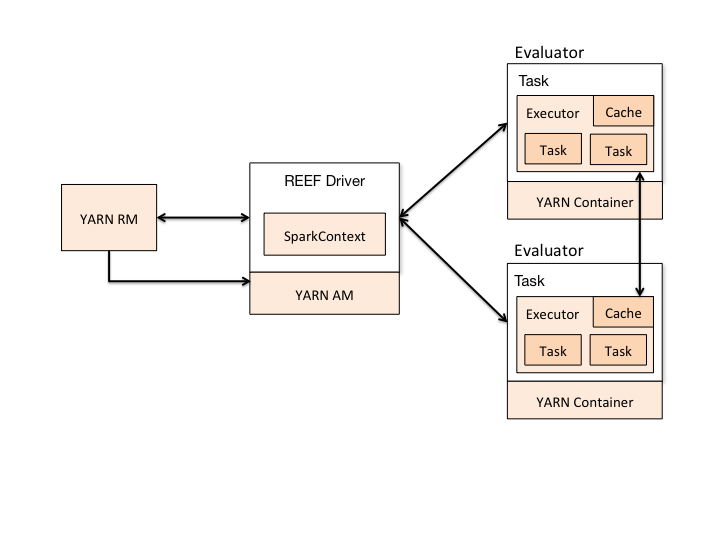 YARN RM
REEF Driver
SparkContext
YARN AM
Evaluator
Task
Executor
Cache
Task
Task
YARN Container
Evaluator
Task
Executor
Cache
Task
Task
YARN Container